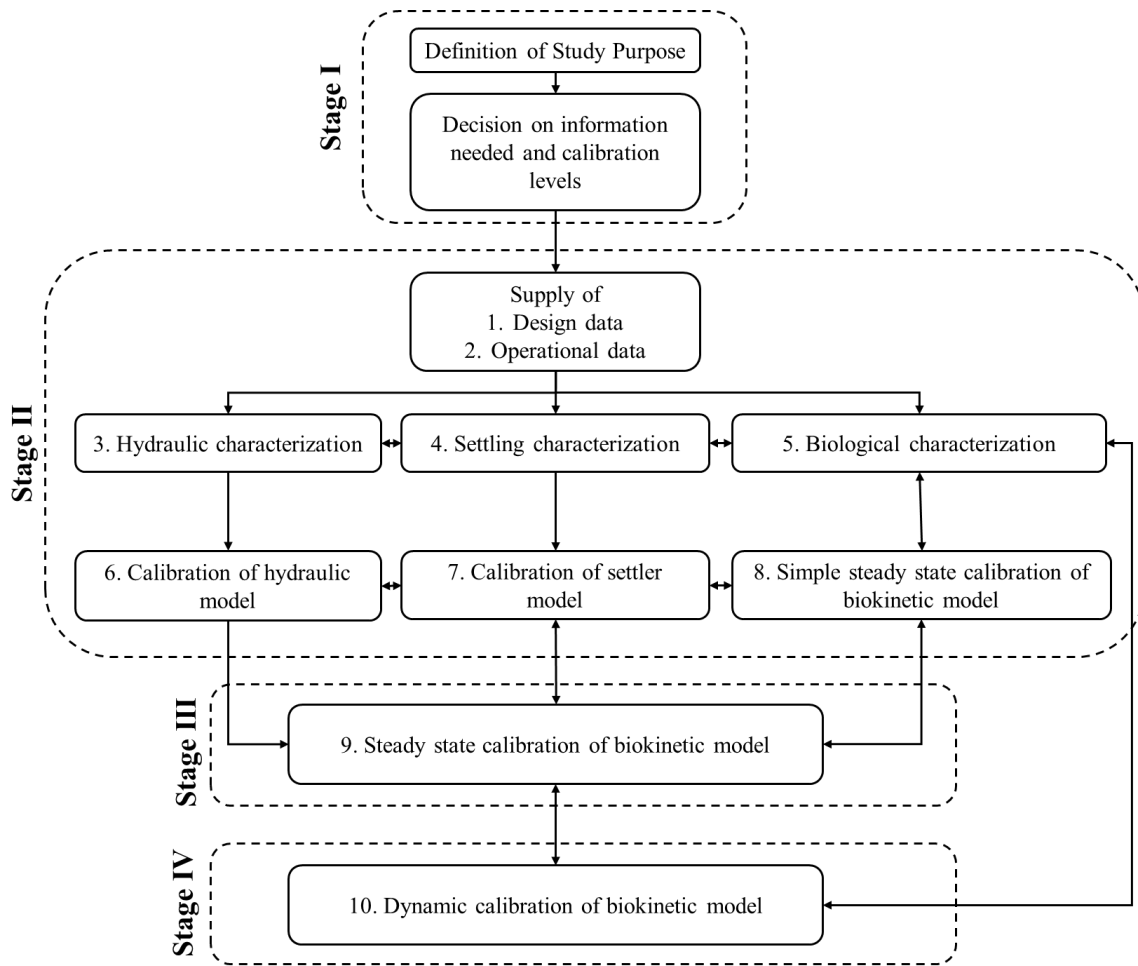 Stage I
Definition of Study Purpose
Decision on information
needed and calibration
levels
Stage II
Supply of
1. Design data
2. Operational data
3. Hydraulic characterization
4. Settling characterization
5. Biological characterization
6. Calibration of hydraulic
model
7. Calibration of settler
model
8. Simple steady state calibration of
biokinetic model
Stage III
9. Steady state calibration of biokinetic model
Stage IV
10. Dynamic calibration of biokinetic model